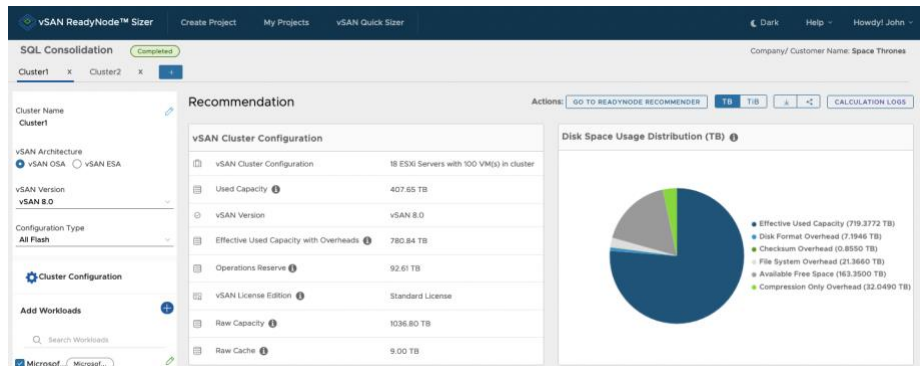 vSAN ReadyNode™ Sizer Create Project My Projects vSAN Quick Sizer Dark Help Howdy! John
SQL Consolidation Completed Company/ Customer Name: Space Thrones
Cluster1 X Cluster2 X +
Cluster Name
Cluster1
vSAN Architecture
vSAN OSA vSAN ESA
vSAN Version
vSAN 8.0
Configuration Type
All Flash
Cluster Configuration
Add Workloads
Search Workloads
Microsof.. Microsof...
Recommendation Actions: GO TO READYNODE RECOMMENDER TB TiB CALCULATION LOGS
vSAN Cluster Configuration
vSAN Cluster Configuration 18 ESXi Servers with 100 VM(s) in cluster
Used Capacity 407.65 TB
vSAN Version vSAN 8.0
Effective Used Capacity with Overheads 780.84 TB
Operations Reserve 92.61 TB
vSAN License Edition Standard License
Raw Capacity 1036.80 TB
Raw Cache 9.00 TB
Disk Space Usage Distribution (TB)
Effective Used Capacity (719.3772 TB)
Disk Format Overhead (7.1946 TB)
Checksum Overhead (0.8550 TB)
File System Overhead (21.3660 TB)
Available Free Space (163.3500 TB)
Compression Only Overhead (32.0490 TB)